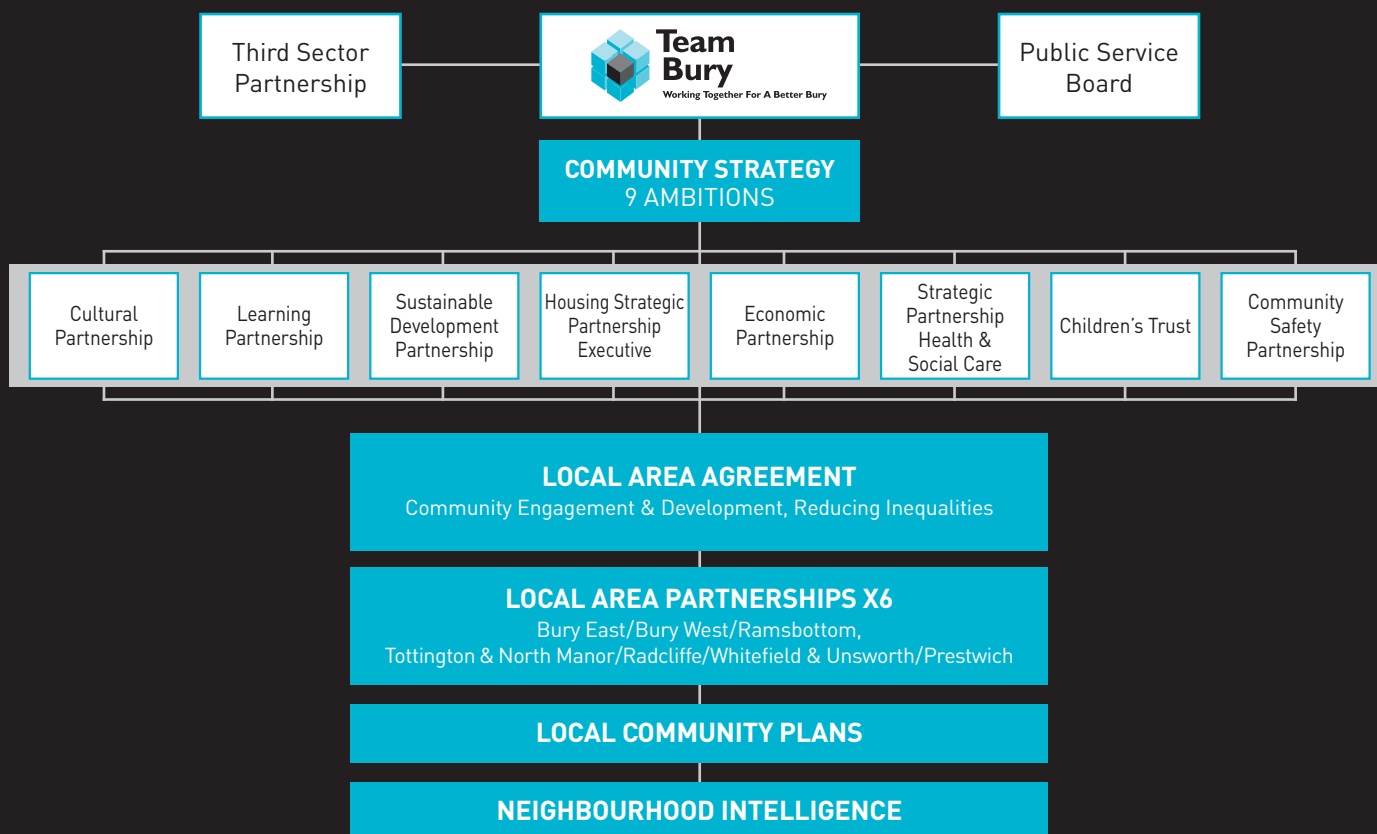 Third Sector
Partnership
Team
Bury
Working Together For A Better Bury
Public Service
Board
COMMUNITY STRATEGY
9 AMBITIONS
Cultural
Partnership
Learning
Partnership
Sustainable
Development
Partnership
Housing Strategic
Partnership
Executive
Economic
Partnership
Strategic
Partnership
Health &
Social Care
Children’s Trust
Community
Safety
Partnership
LOCAL AREA AGREEMENT
Community Engagement & Development, Reducing Inequalities
LOCAL AREA PARTNERSHIPS X6
Bury East/Bury West/Ramsbottom,
Tottington & North Manor/Radcliffe/Whitefield & Unsworth/Prestwich
LOCAL COMMUNITY PLANS
NEIGHBOURHOOD INTELLIGENCE